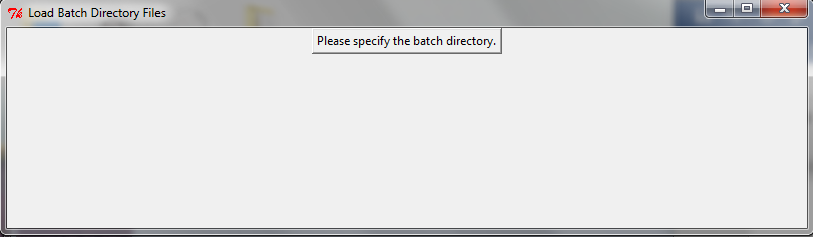 Load Batch Directory Files
Please specify the batch directory.